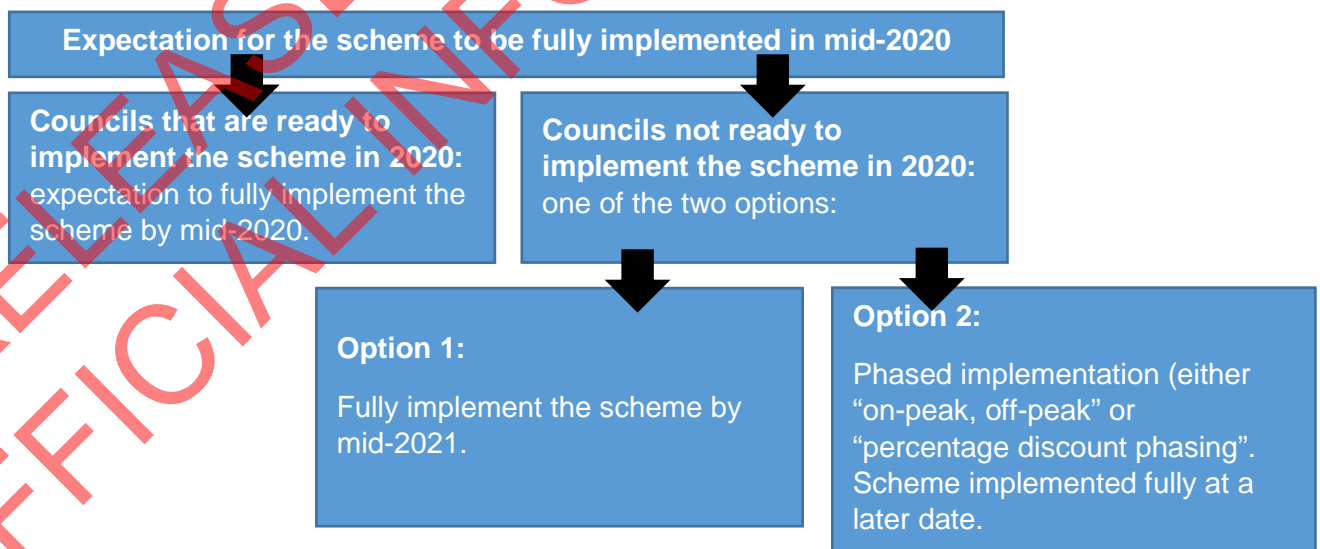 Expectation for the scheme to be fully implemented in mid-2020
Councils that are ready to
implement the scheme in 2020:
expectation to fully implement the
scheme by mid-2020.
Councils not ready to
implement the scheme in 2020:
one of the two options:
Option 1:
Fully implement the scheme by
mid-2021.
Option 2:
Phased implementation (either
“on-peak, off-peak” or
“percentage discount phasing”.
Scheme implemented fully at a
later date.